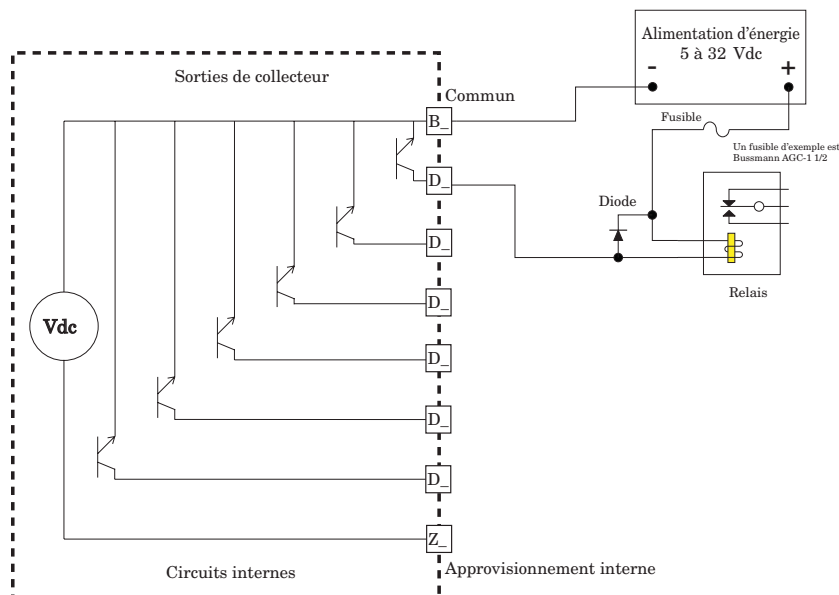 Alimentation d'énergie
5 à 32 Vdc
- +
Sorties de collecteur
Commun
B_
Fusible
Un fusible d'exemple est
Bussmann AGC-1 1/2
D_
Diode
D_
Relais
D_
Vdc
D_
D_
D_
Z_
Circuits internes
Approvisionnement interne